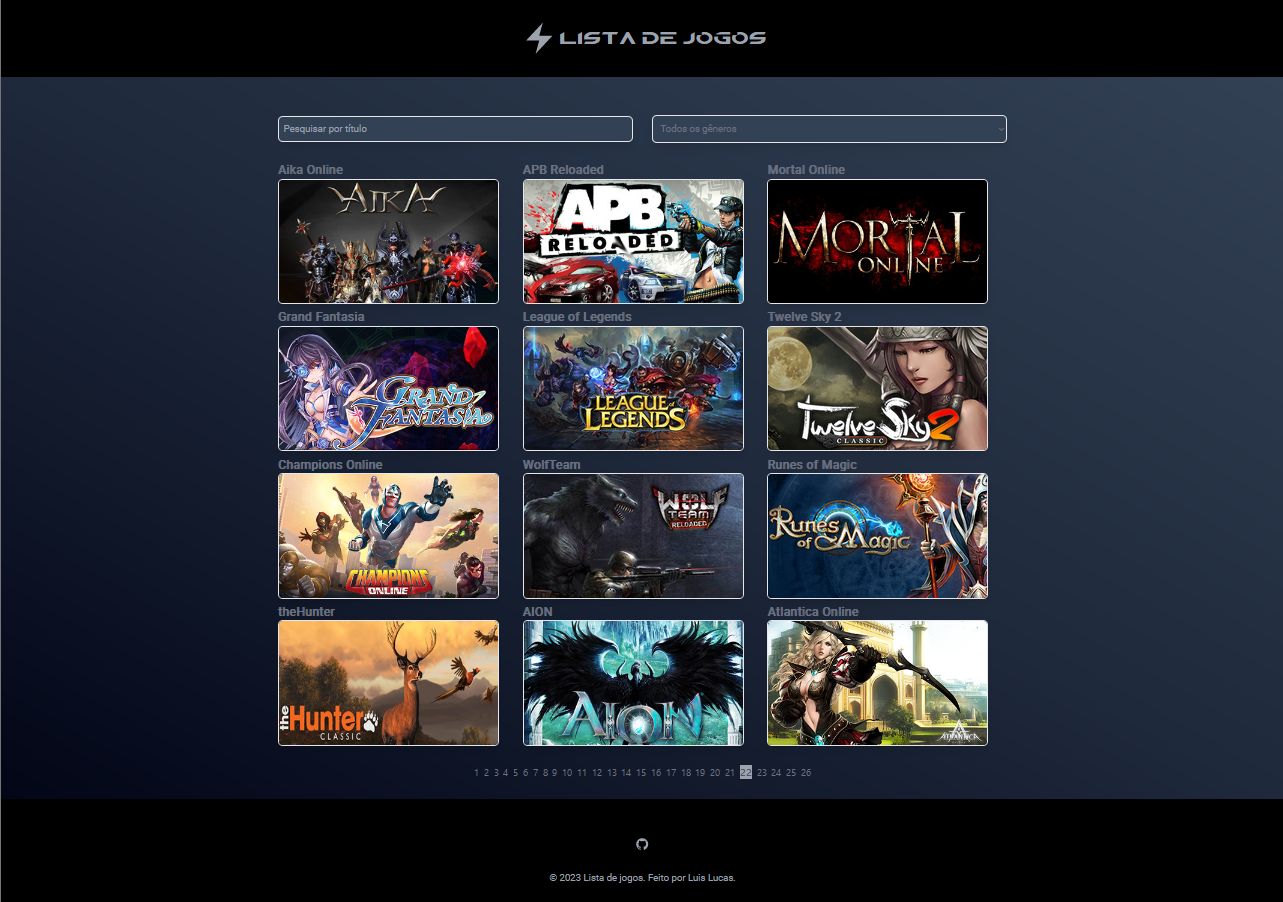 LISTA DE JOGOS
Pesquisar por título
Todos os gêneros
Aika Online
APB Reloaded
Mortal Online
AIKA
APB
RELOADED
MORTAL
ONLINE
Grand Fantasia
League of Legends
Twelve Sky 2
GRAND
FANTASIA
LEAGUE of
LEGENDS
Twelve Sky 2
CLASSIC
Champions Online
WolfTeam
Runes of Magic
CHAMPIONS
ONLINE
WOLF
TEAM
RELOADED
Runes
of Magic
theHunter
AION
Atlantica Online
theHunter
CLASSIC
AION
ATLANTICA
1 2 3 4 5 6 7 8 9 10 11 12 13 14 15 16 17 18 19 20 21 22 23 24 25 26
© 2023 Lista de jogos. Feito por Luis Lucas.